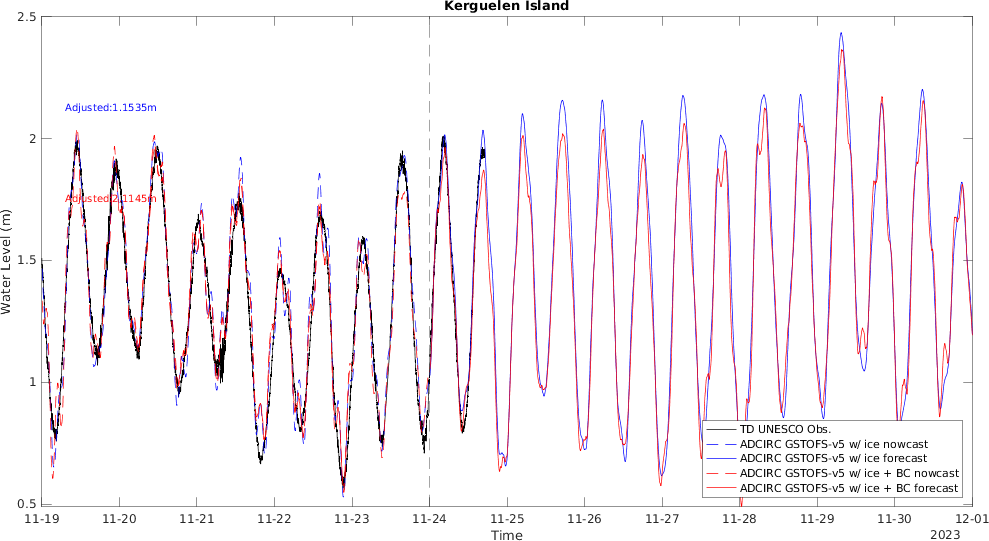 Kerguelen Island
2.5
2
1.5
1
0.5
Water Level (m)
Adjusted:1.1535m
Adjusted:2.1145m
TD UNESCO Obs.
ADCIRC GSTOFS-v5 w/ ice nowcast
ADCIRC GSTOFS-v5 w/ ice forecast
ADCIRC GSTOFS-v5 w/ ice + BC nowcast
ADCIRC GSTOFS-v5 w/ ice + BC forecast
11-19 11-20 11-21 11-22 11-23 11-24 11-25 11-26 11-27 11-28 11-29 11-30 12-01
Time
2023